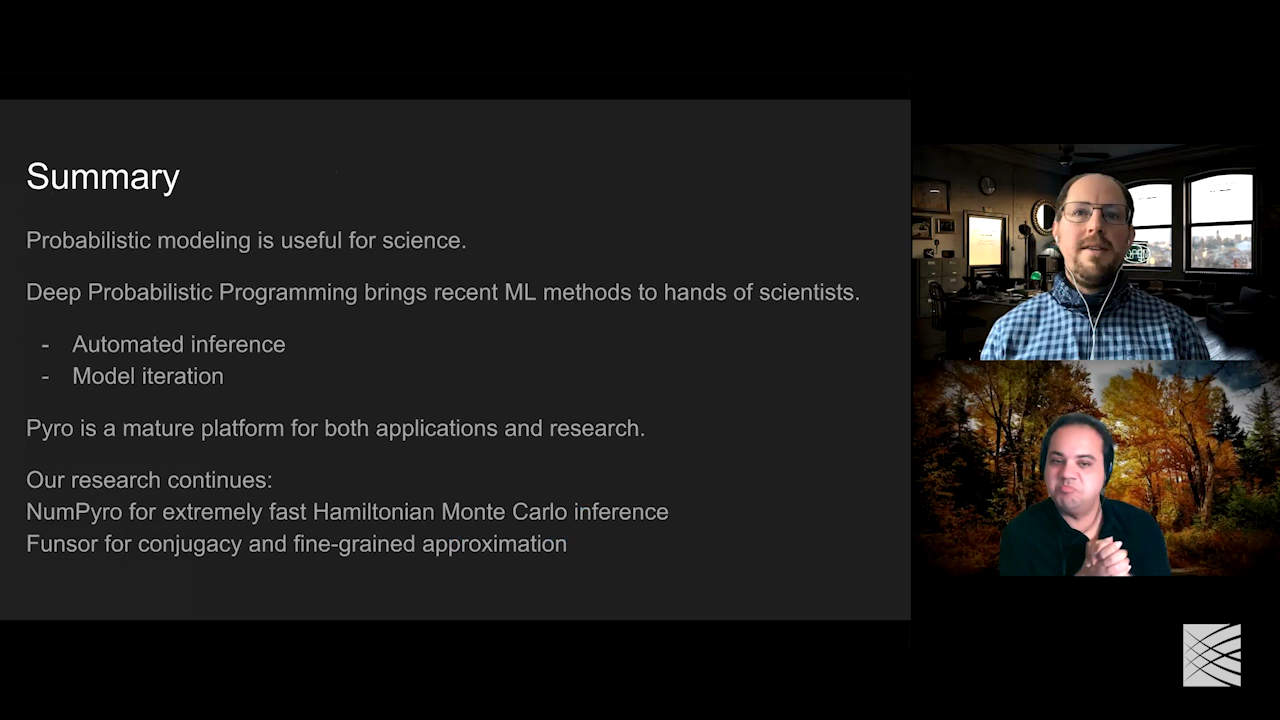 Summary
Probabilistic modeling is useful for science.
Deep Probabilistic Programming brings recent ML methods to hands of scientists.
- Automated inference
- Model iteration
Pyro is a mature platform for both applications and research.
Our research continues:
NumPyro for extremely fast Hamiltonian Monte Carlo inference
Funsor for conjugacy and fine-grained approximation